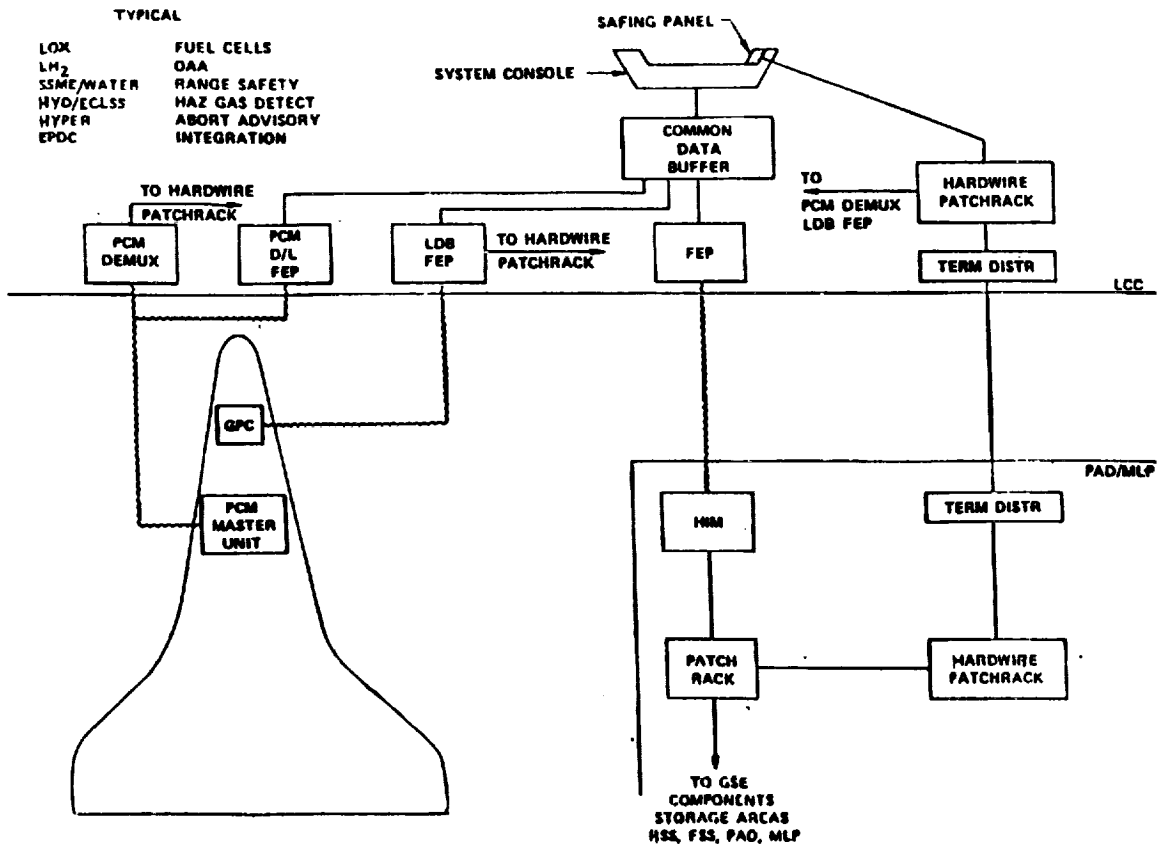 TYPICAL
LOX FUEL CELLS
LH2 OAA
SSME/WATER RANGE SAFETY
HYD/ECLSS HAZ GAS DETECT
HYPER ABORT ADVISORY
EPDC INTEGRATION
SAFING PANEL
SYSTEM CONSOLE
COMMON
DATA
BUFFER
TO HARDWIRE
PATCHRACK
PCM
DEMUX
PCM
D/L
FEP
LDB
FEP
TO HARDWIRE
PATCHRACK
FEP
TO
PCM DEMUX
LDB FEP
HARDWIRE
PATCHRACK
TERM DISTR
LCC
GPC
PCM
MASTER
UNIT
PAD/MLP
HIM
TERM DISTR
PATCH
RACK
HARDWIRE
PATCHRACK
TO GSE
COMPONENTS
STORAGE AREAS
RSS, FSS, PAD, MLP